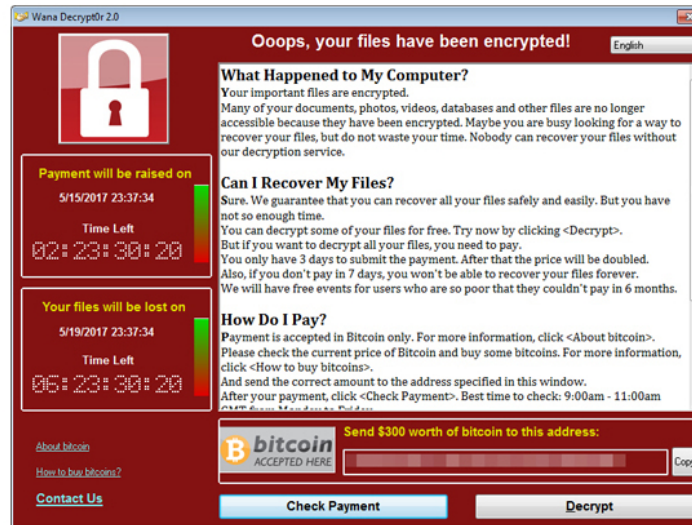 Wana Decrypt0r 2.0
Ooops, your files have been encrypted!
English
What Happened to My Computer?
Your important files are encrypted.
Many of your documents, photos, videos, databases and other files are no longer
accessible because they have been encrypted. Maybe you are busy looking for a way to
recover your files, but do not waste your time. Nobody can recover your files without
our decryption service.
Can I Recover My Files?
Sure. We guarantee that you can recover all your files safely and easily. But you have
not so enough time.
You can decrypt some of your files for free. Try now by clicking <Decrypt>.
But if you want to decrypt all your files, you need to pay.
You only have 3 days to submit the payment. After that the price will be doubled.
Also, if you don't pay in 7 days, you won't be able to recover your files forever.
We will have free events for users who are so poor that they couldn't pay in 6 months.
How Do I Pay?
Payment is accepted in Bitcoin only. For more information, click <About bitcoin>.
Please check the current price of Bitcoin and buy some bitcoins. For more information,
click <How to buy bitcoins>.
And send the correct amount to the address specified in this window.
After your payment, click <Check Payment>. Best time to check: 9:00am - 11:00am
GMT from Monday to Friday
Payment will be raised on
5/15/2017 23:37:34
Time Left
02:23:30:20
Your files will be lost on
5/19/2017 23:37:34
Time Left
06:23:30:20
About bitcoin
How to buy bitcoins?
Contact Us
bitcoin
ACCEPTED HERE
Send $300 worth of bitcoin to this address:
Copy
Check Payment
Decrypt